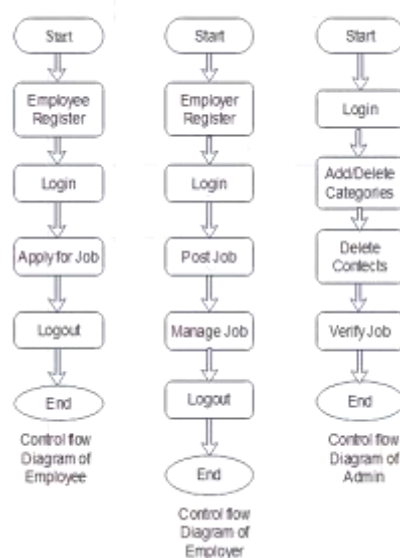 Start
Employee
Register
Login
Apply for Job
Logout
End
Control flow
Diagram of
Employee
Start
Employer
Register
Login
Post Job
Manage Job
Logout
End
Control flow
Diagram of
Employer
Start
Login
Add/Delete
Categories
Delete
Contects
Verify Job
End
Control flow
Diagram of
Admin